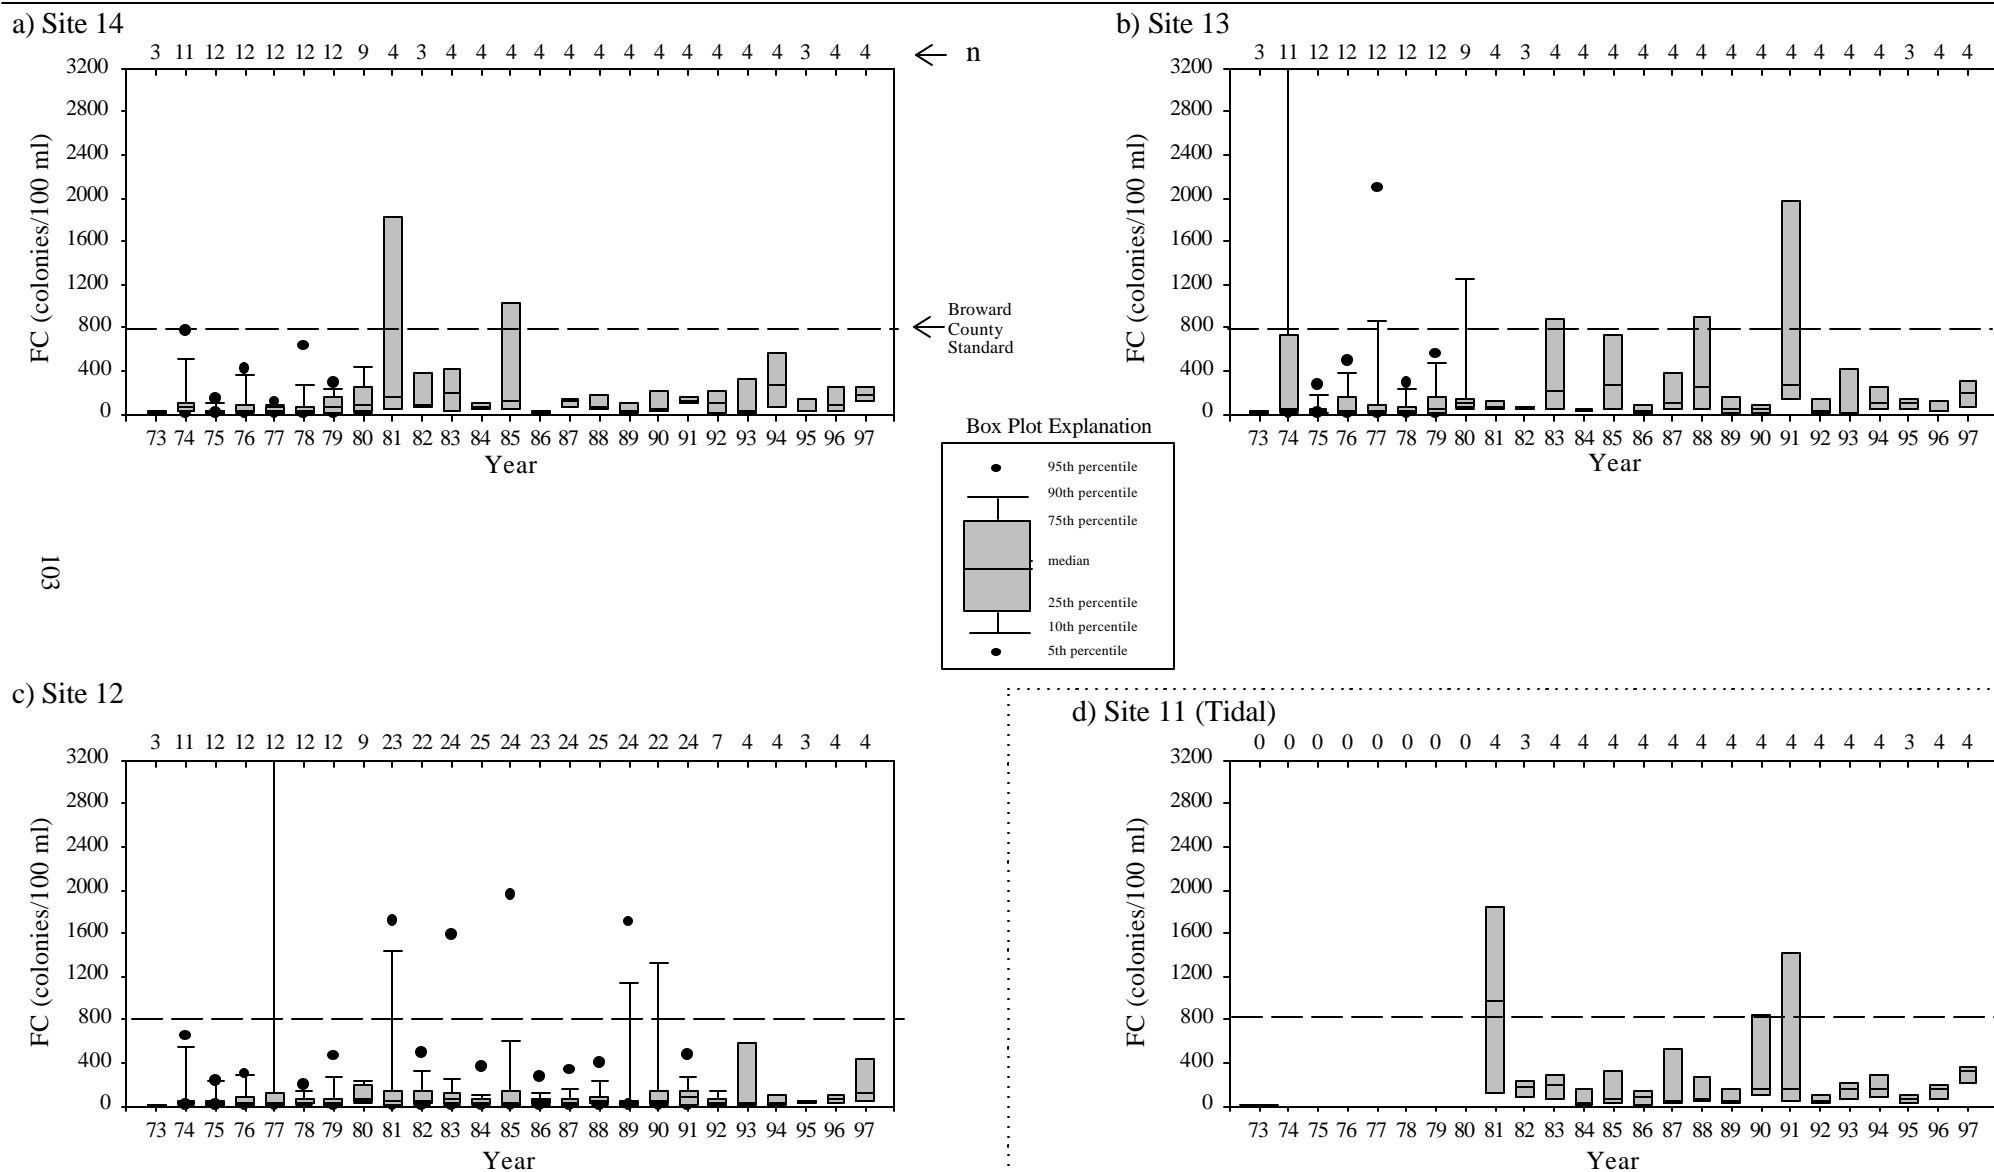 a) Site 14
3 11 12 12 12 12 12 9 4 3 4 4 4 4 4 4 4 4 4 4 4 4 3 4 4
n
3200
2800
2400
2000
1600
1200
800
400
0
FC (colonies/100 ml)
73 74 75 76 77 78 79 80 81 82 83 84 85 86 87 88 89 90 91 92 93 94 95 96 97
Year
Broward
County
Standard
b) Site 13
3 11 12 12 12 12 12 9 4 3 4 4 4 4 4 4 4 4 4 4 4 4 3 4 4
3200
2800
2400
2000
1600
1200
800
400
0
FC (colonies/100 ml)
73 74 75 76 77 78 79 80 81 82 83 84 85 86 87 88 89 90 91 92 93 94 95 96 97
Year
Box Plot Explanation
95th percentile
90th percentile
75th percentile
median
25th percentile
10th percentile
5th percentile
103
c) Site 12
3 11 12 12 12 12 12 9 23 22 24 25 24 23 24 25 24 22 24 7 4 4 3 4 4
3200
2800
2400
2000
1600
1200
800
400
0
FC (colonies/100 ml)
73 74 75 76 77 78 79 80 81 82 83 84 85 86 87 88 89 90 91 92 93 94 95 96 97
Year
d) Site 11 (Tidal)
0 0 0 0 0 0 0 0 4 3 4 4 4 4 4 4 4 4 4 4 4 4 3 4 4
3200
2800
2400
2000
1600
1200
800
400
0
FC (colonies/100 ml)
73 74 75 76 77 78 79 80 81 82 83 84 85 86 87 88 89 90 91 92 93 94 95 96 97
Year